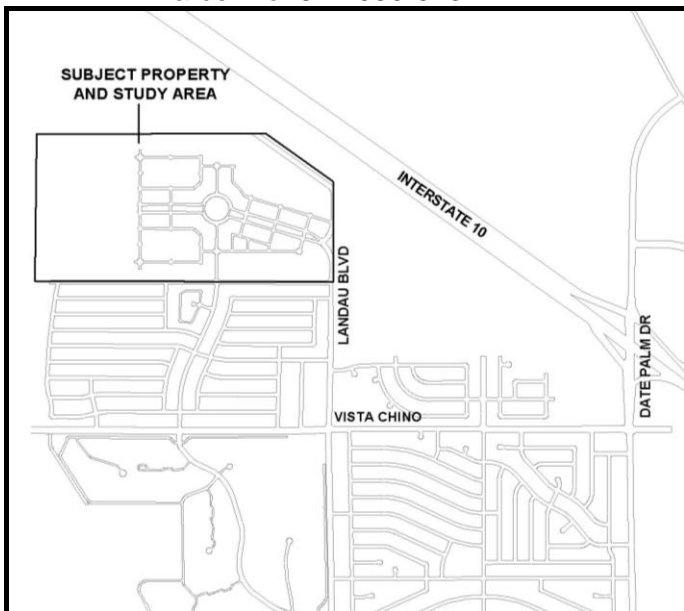 SUBJECT PROPERTY
AND STUDY AREA
INTERSTATE 10
LANDAU BLVD
DATE PALM DR
VISTA CHINO